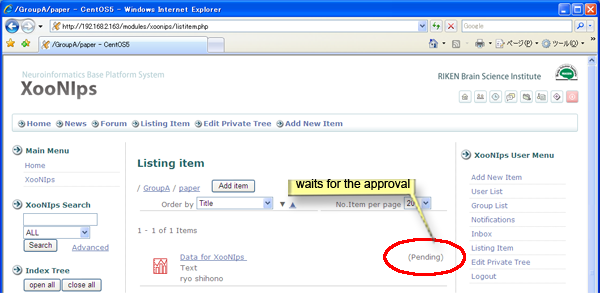 /GroupA/paper - CentOS5 - Windows Internet Explorer
http://192.168.2.163/modules/xoonips/listitem.php
/GroupA/paper - CentOS5
ページ(P)
ツール(O)
Neuroinformatics Base Platform System
XooNIps
RIKEN Brain Science Institute
Home
News
Forum
Listing Item
Edit Private Tree
Add New Item
Main Menu
Home
XooNIps
XooNIps Search
ALL
Search
Advanced
Index Tree
open all
close all
Listing item
/ GroupA / paper
Add item
waits for the approval
Order by
Title
▼ ▲
No.Item per page
20
1 - 1 of 1 Items
Data for XooNIps
Text
ryo shihono
(Pending)
XooNIps User Menu
Add New Item
User List
Group List
Notifications
Inbox
Listing Item
Edit Private Tree
Logout